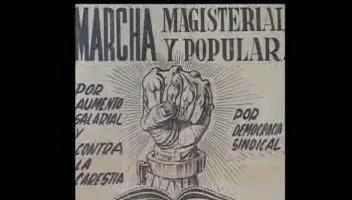 MARCHA MAGISTERIAL
Y POPULAR.
POR
AUMENTO
SALARIAL
Y
CONTRA
LA
CARESTIA
POR
DEMOCRACIA
SINDICAL